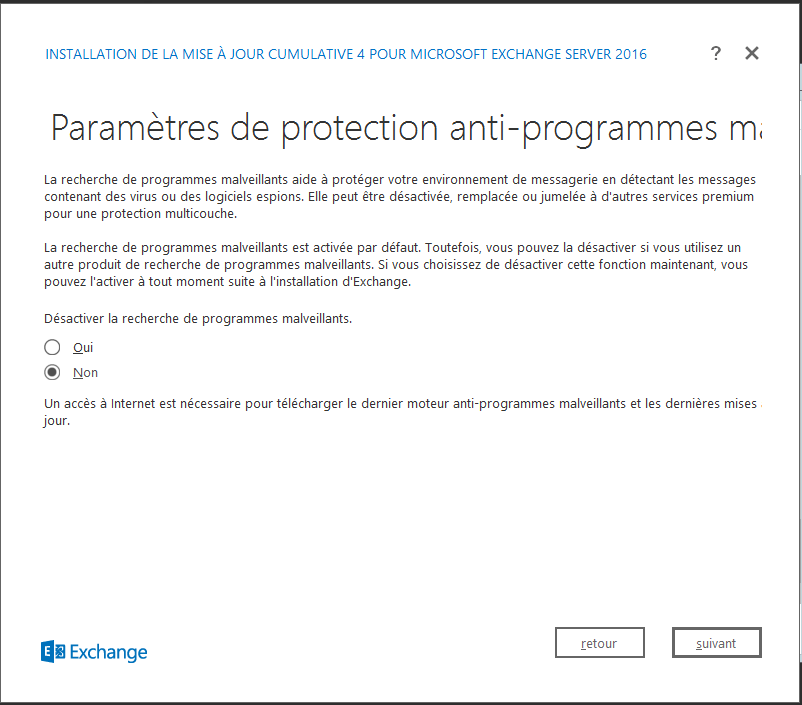 INSTALLATION DE LA MISE À JOUR CUMULATIVE 4 POUR MICROSOFT EXCHANGE SERVER 2016
? ✕
Paramètres de protection anti-programmes
La recherche de programmes malveillants aide à protéger votre environnement de messagerie en détectant les messages
contenant des virus ou des logiciels espions. Elle peut être désactivée, remplacée ou jumelée à d'autres services premium
pour une protection multicouche.
La recherche de programmes malveillants est activée par défaut. Toutefois, vous pouvez la désactiver si vous utilisez un
autre produit de recherche de programmes malveillants. Si vous choisissez de désactiver cette fonction maintenant, vous
pouvez l'activer à tout moment suite à l'installation d'Exchange.
Désactiver la recherche de programmes malveillants.
Oui
Non
Un accès à Internet est nécessaire pour télécharger le dernier moteur anti-programmes malveillants et les dernières mises
jour.
retour
suivant
Exchange